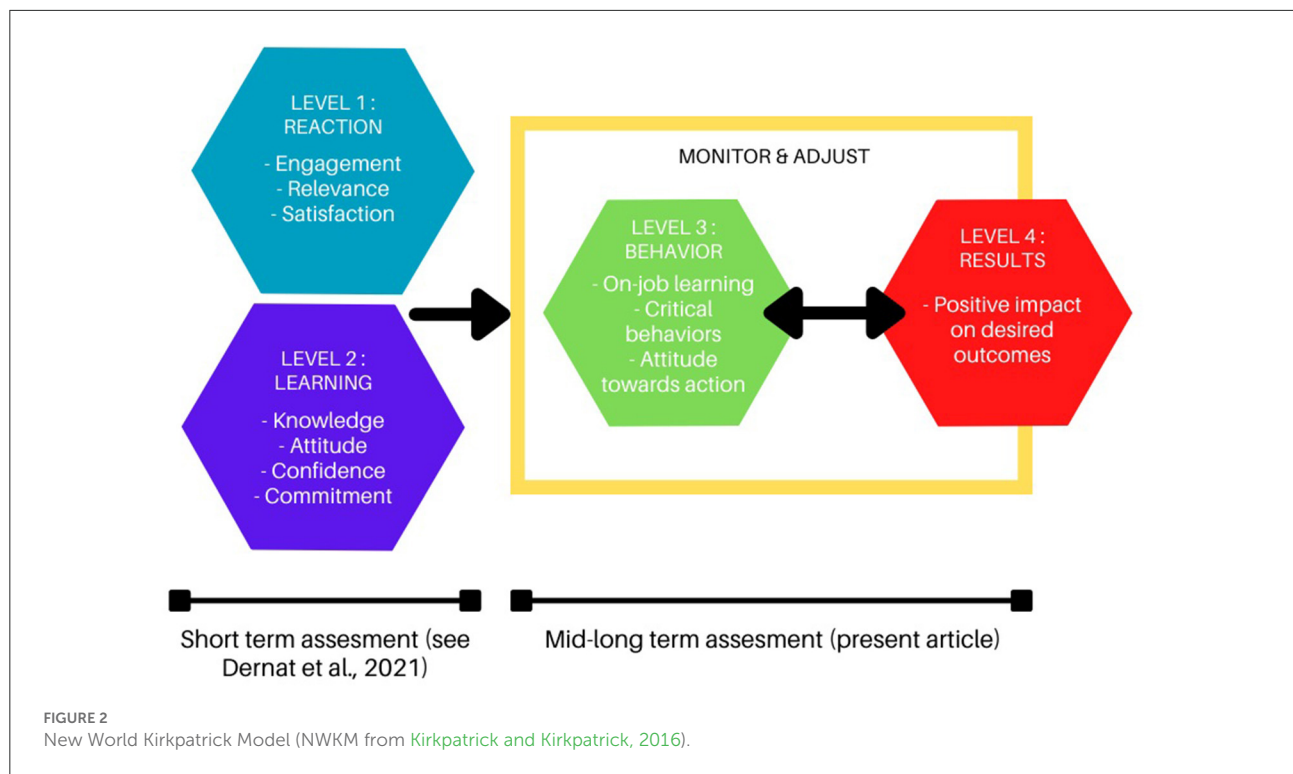 LEVEL 1 :
REACTION
- Engagement
- Relevance
- Satisfaction
LEVEL 2 :
LEARNING
- Knowledge
- Attitude
- Confidence
- Commitment
MONITOR & ADJUST
LEVEL 3 :
BEHAVIOR
- On-job learning
- Critical
behaviors
- Attitude
towards action
LEVEL 4 :
RESULTS
- Positive impact
on desired
outcomes
Short term assesment (see
Dernat et al., 2021)
Mid-long term assesment (present article)
FIGURE 2
New World Kirkpatrick Model (NWKM from Kirkpatrick and Kirkpatrick, 2016).